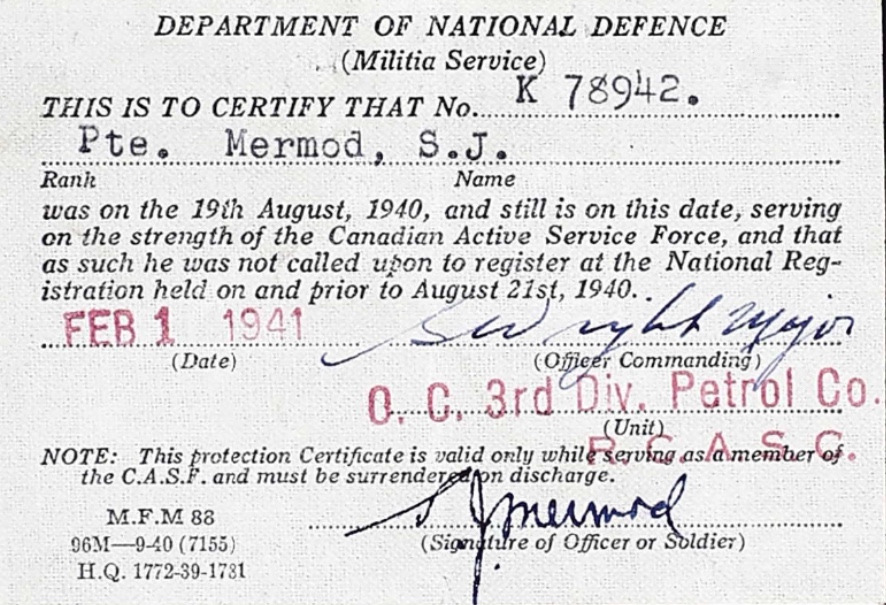 DEPARTMENT OF NATIONAL DEFENCE
(Militia Service)
THIS IS TO CERTIFY THAT No. K 78942.
Pte. Mermod, S.J.
Rank Name
was on the 19th August, 1940, and still is on this date, serving
on the strength of the Canadian Active Service Force, and that
as such he was not called upon to register at the National Reg-
istration held on and prior to August 21st, 1940.
FEB 1 1941 Wright Major
(Date) (Officer Commanding)
O. C. 3rd Div. Petrol Co.
(Unit)
R. C. A. S. C.
NOTE: This protection Certificate is valid only while serving as a member of
the C.A.S.F. and must be surrendered on discharge.
S J Mermod
M.F.M 88
(Signature of Officer or Soldier)
96M—9-40 (7155)
H.Q. 1772-39-1731